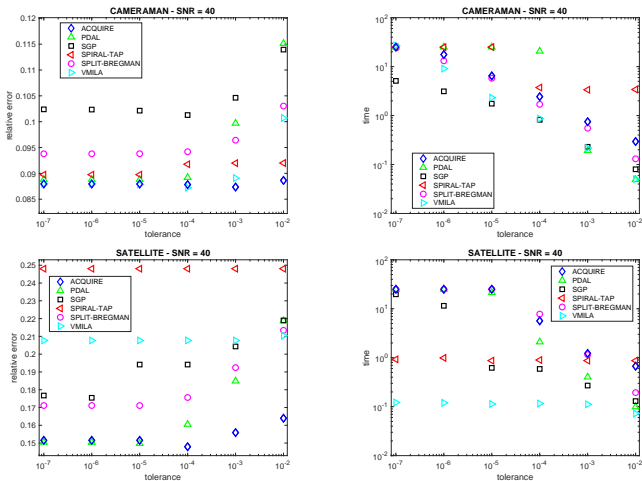 CAMERAMAN - SNR = 40
0.12
0.115
0.11
0.105
0.1
0.095
0.09
0.085
relative error
ACQUIRE
PDAL
SGP
SPIRAL-TAP
SPLIT-BREGMAN
VMILA
10^-7
10^-6
10^-5
10^-4
10^-3
10^-2
tolerance
CAMERAMAN - SNR = 40
10^2
10^1
10^0
10^-1
10^-2
time
ACQUIRE
PDAL
SGP
SPIRAL-TAP
SPLIT-BREGMAN
VMILA
10^-7
10^-6
10^-5
10^-4
10^-3
10^-2
tolerance
SATELLITE - SNR = 40
0.25
0.24
0.23
0.22
0.21
0.2
0.19
0.18
0.17
0.16
0.15
relative error
ACQUIRE
PDAL
SGP
SPIRAL-TAP
SPLIT-BREGMAN
VMILA
10^-7
10^-6
10^-5
10^-4
10^-3
10^-2
tolerance
SATELLITE - SNR = 40
10^2
10^1
10^0
10^-1
10^-2
time
ACQUIRE
PDAL
SGP
SPIRAL-TAP
SPLIT-BREGMAN
VMILA
10^-7
10^-6
10^-5
10^-4
10^-3
10^-2
tolerance